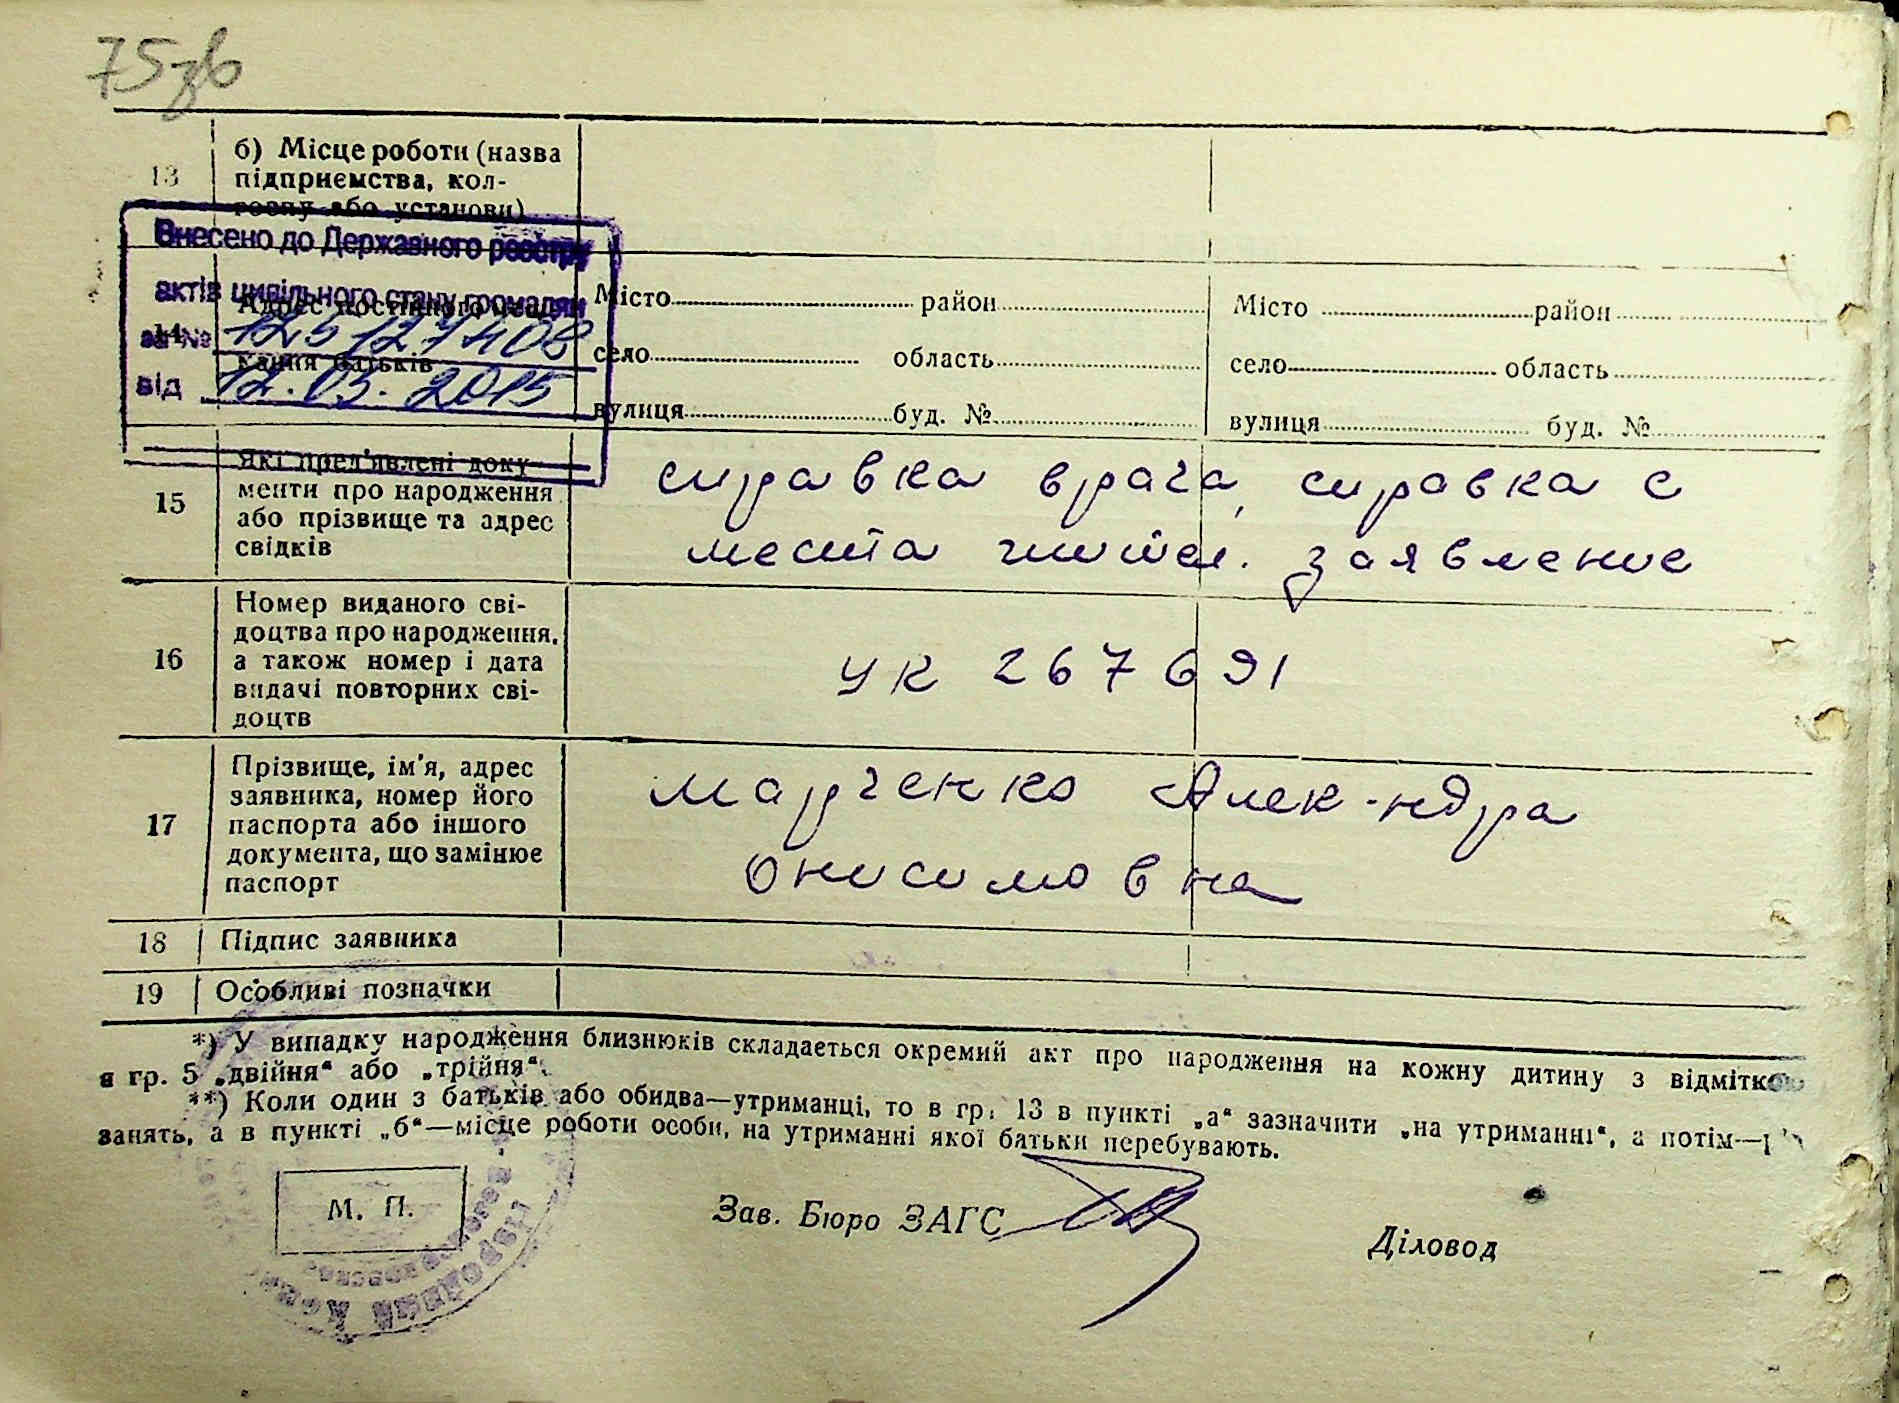 75зв
13
б) Місце роботи (назва
підприємства, кол-
госпу або установи)
Внесено до Державного реєстру
актів цивільного стану громадян
за №
від 12.03.2015
14
Адрес постійного меш-
кання батьків
Місто район
село область
вулиця буд. №
Місто район
село область
вулиця буд. №
15
Які пред'явлені доку-
менти про народження
або прізвище та адрес
свідків
справка врача, справка с
места жител. заявление
16
Номер виданого сві-
доцтва про народження,
а також номер і дата
видачі повторних сві-
доцтв
УК 267691
17
Прізвище, ім'я, адрес
заявника, номер його
паспорта або іншого
документа, що замінює
паспорт
Марченко Алек-ндра
Онисимовна
18 Підпис заявника
19 Особливі позначки
*) У випадку народження близнюків складається окремий акт про народження на кожну дитину з відміткою
в гр. 5 „двійня“ або „трійня“.
**) Коли один з батьків або обидва—утриманці, то в гр. 13 в пункті „а“ зазначити „на утриманні“, а потім—
занять, а в пункті „б“—місце роботи особи, на утриманні якої батьки перебувають.
М. П.
Зав. Бюро ЗАГС
Діловод